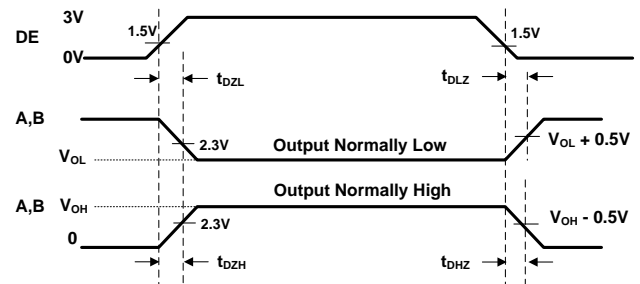 3V
DE
1.5V
1.5V
0V
tDZL
tDLZ
A,B
2.3V
Output Normally Low
VOL + 0.5V
VOL
Output Normally High
A,B VOH
2.3V
VOH - 0.5V
0
tDZH
tDHZ